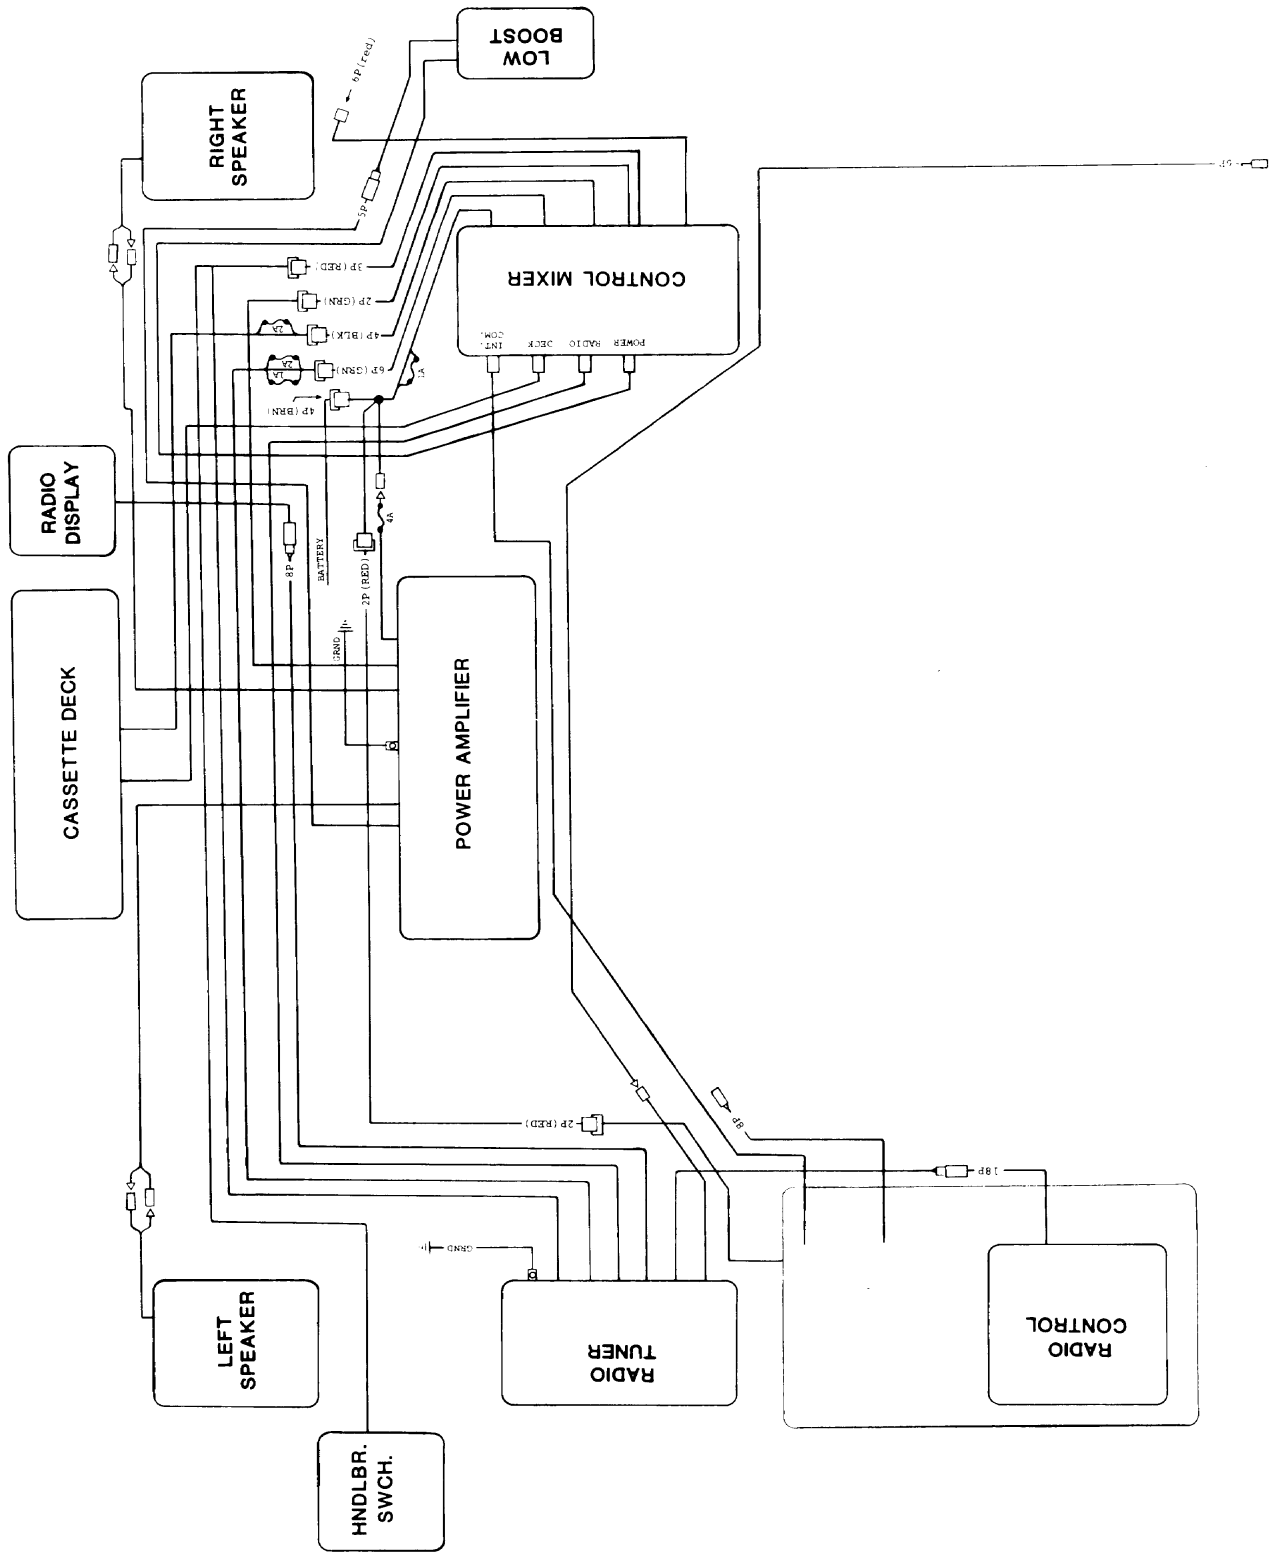 LOW
BOOST
6P(red)
RIGHT
SPEAKER
5P
5P
3P(RED)
2P(GRN)
2A
4P(BLK)
2A
1A
6P(GRN)
4P(BRN)
CONTROL MIXER
INT.
COM.
DECK
RADIO
POWER
RADIO
DISPLAY
4A
8P
BATTERY
2P(RED)
GRND
CASSETTE DECK
POWER AMPLIFIER
2P(RED)
8P
18P
GRND
LEFT
SPEAKER
RADIO
TUNER
RADIO
CONTROL
HNDLBR.
SWCH.